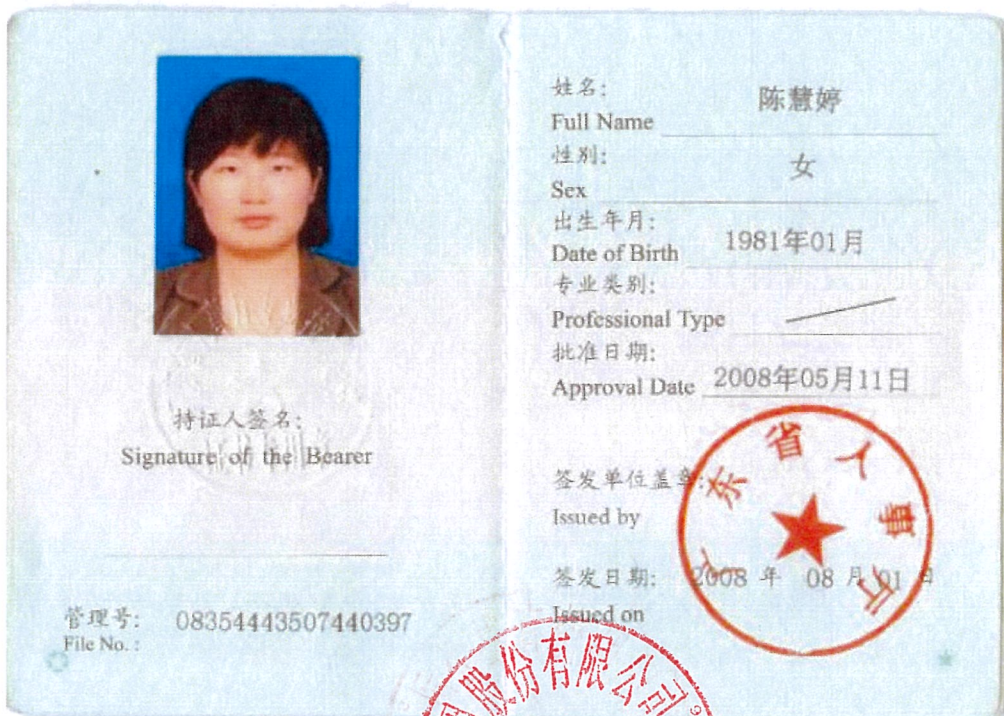 持证人签名:
Signature of the Bearer
管理号: 08354443507440397
File No. :
姓名: 陈慧婷
Full Name
性别: 女
Sex
出生年月: 1981年01月
Date of Birth
专业类别:
Professional Type
批准日期: 2008年05月11日
Approval Date
签发单位盖章:
Issued by
广东省人事厅
签发日期: 2008 年 08 月 01 日
Issued on
股份有限公司